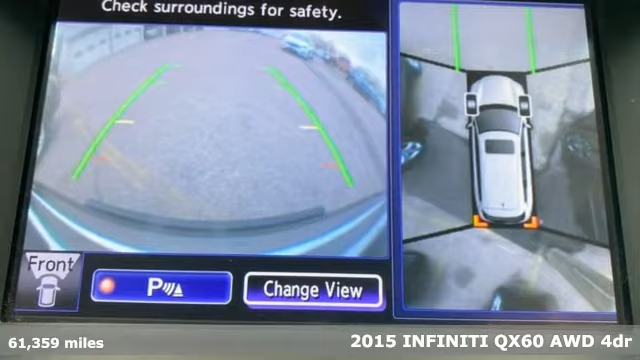 Check surroundings for safety.
Front
P
Change View
61,359 miles
2015 INFINITI QX60 AWD 4dr